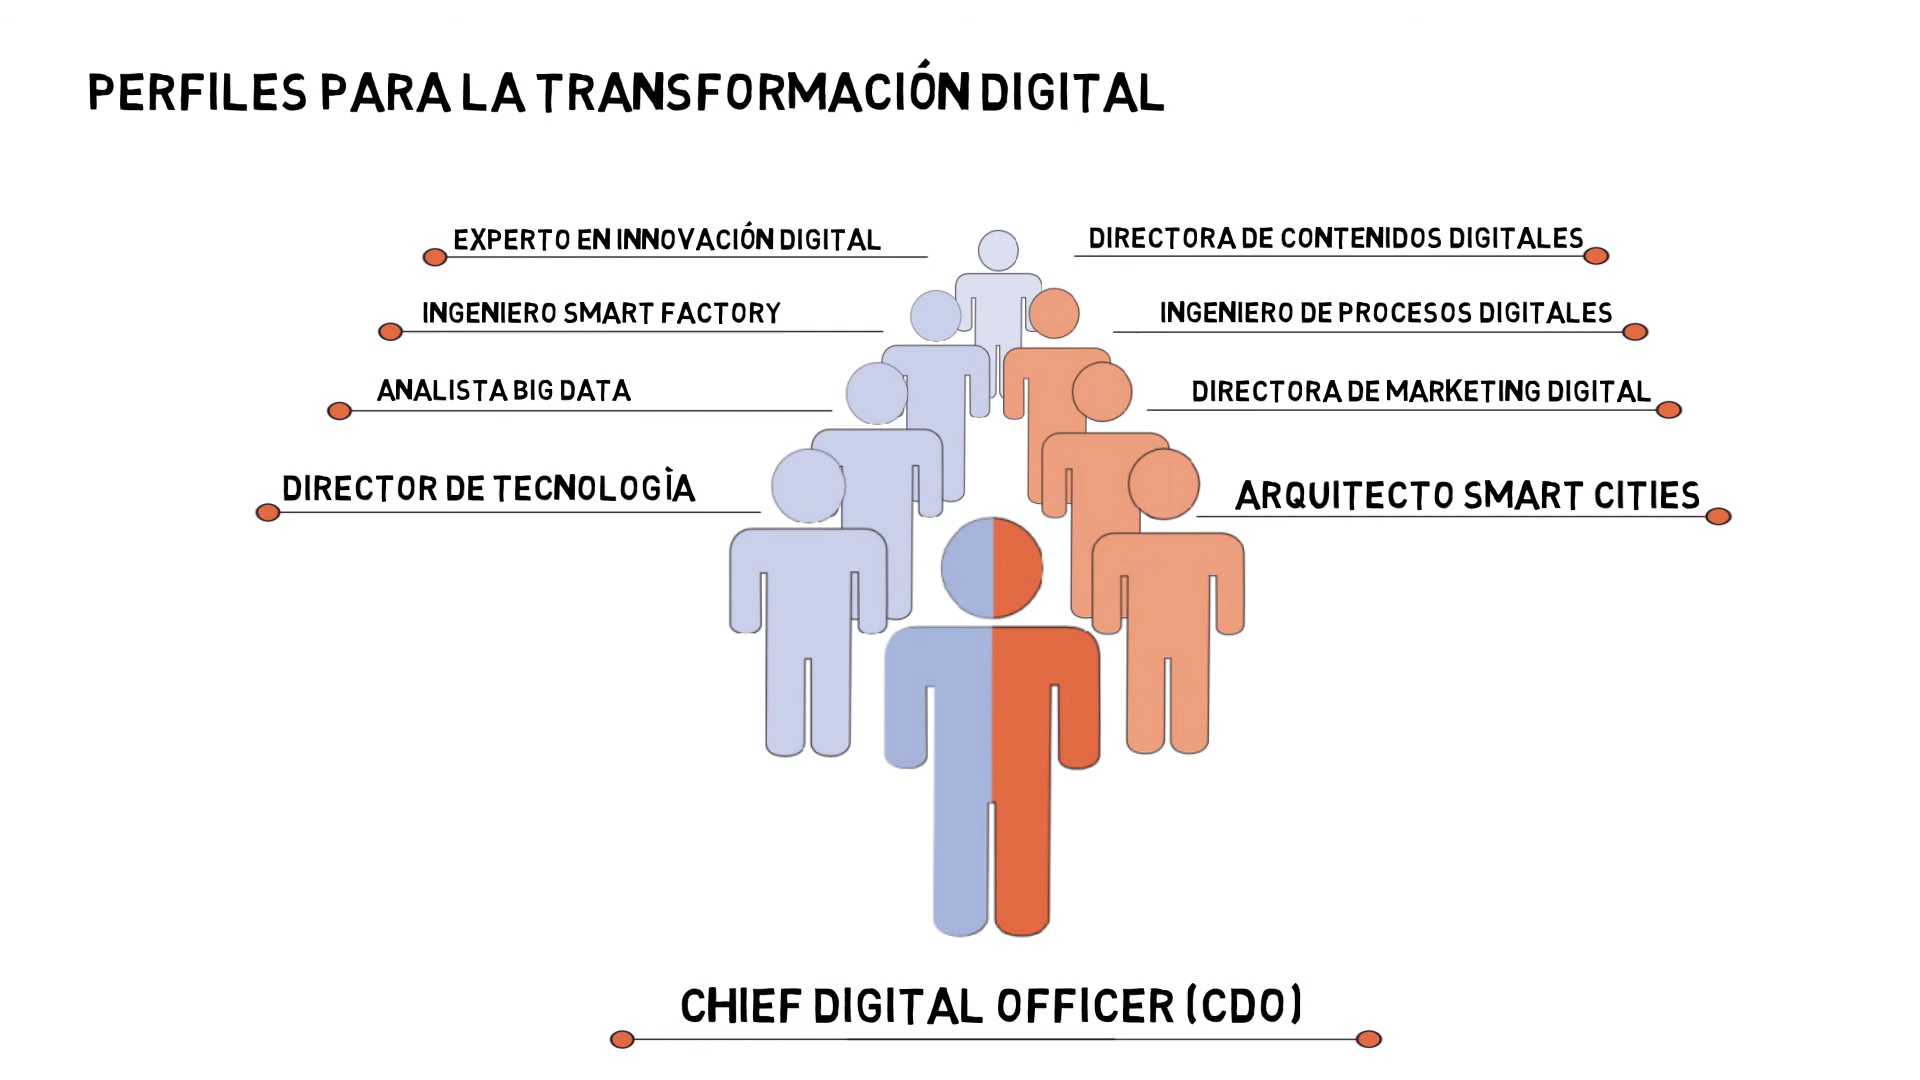 PERFILES PARA LA TRANSFORMACIÓN DIGITAL
EXPERTO EN INNOVACIÓN DIGITAL
DIRECTORA DE CONTENIDOS DIGITALES
INGENIERO SMART FACTORY
INGENIERO DE PROCESOS DIGITALES
ANALISTA BIG DATA
DIRECTORA DE MARKETING DIGITAL
DIRECTOR DE TECNOLOGÌA
ARQUITECTO SMART CITIES
CHIEF DIGITAL OFFICER (CDO)